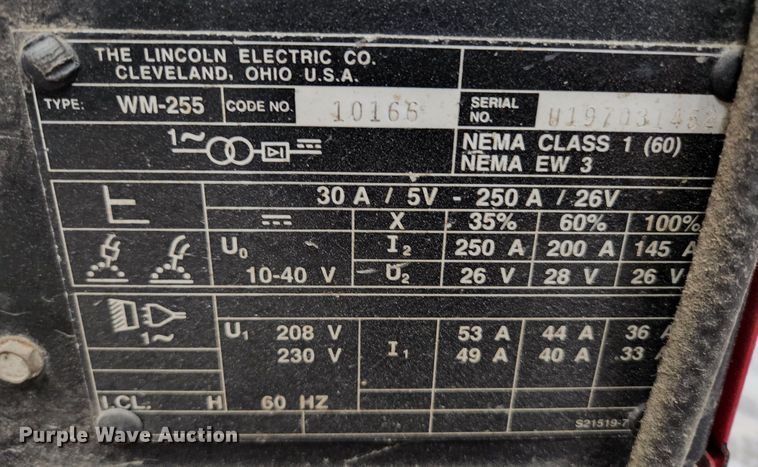 THE LINCOLN ELECTRIC CO.
CLEVELAND, OHIO U.S.A.
TYPE: WM-255 CODE NO. 10166 SERIAL NO.
1~ NEMA CLASS 1 (60)
NEMA EW 3
30 A / 5V - 250 A / 26V
X 35% 60% 100%
U0 I2 250 A 200 A 145 A
10-40 V U2 26 V 28 V 26 V
1~ U1 208 V I1 53 A 44 A 36 A
230 V 49 A 40 A 33 A
I.CL. H 60 HZ
Purple Wave Auction